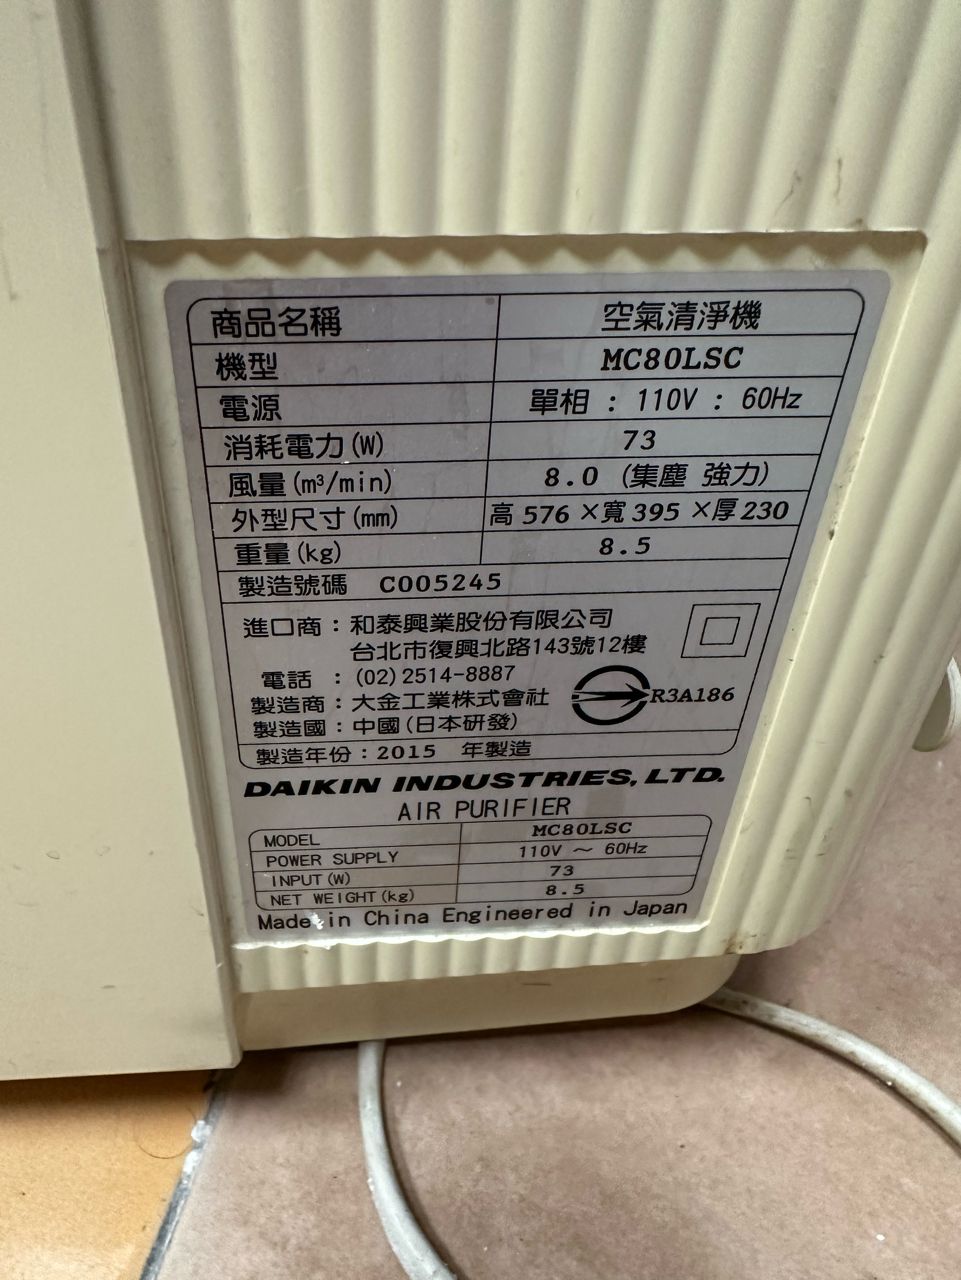 商品名稱 空氣清淨機
機型 MC80LSC
電源 單相 : 110V : 60Hz
消耗電力(W) 73
風量(m³/min) 8.0 (集塵 強力)
外型尺寸(mm) 高 576 ×寬 395 ×厚 230
重量(kg) 8.5
製造號碼 C005245
進口商：和泰興業股份有限公司
台北市復興北路143號12樓
電話 ：(02)2514-8887
製造商：大金工業株式會社
R3A186
製造國：中國(日本研發)
製造年份：2015 年製造
DAIKIN INDUSTRIES, LTD.
AIR PURIFIER
MODEL MC80LSC
POWER SUPPLY 110V ～ 60Hz
INPUT(W) 73
NET WEIGHT(kg) 8.5
Made in China Engineered in Japan